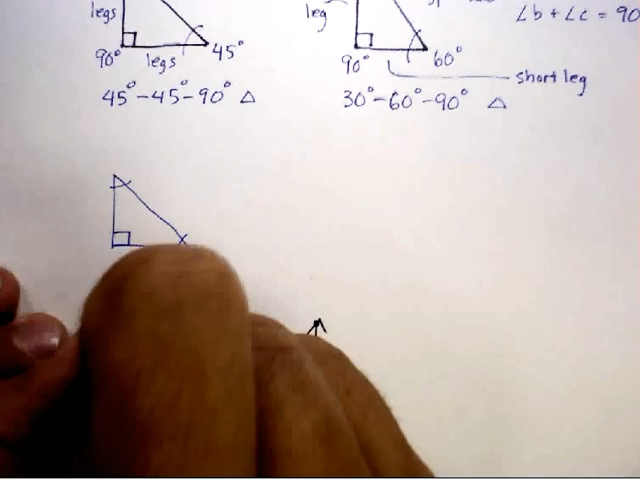 legs
90° legs 45°
45°-45°-90° △
leg
90° 60°
short leg
30°-60°-90° △
∠b + ∠c = 90